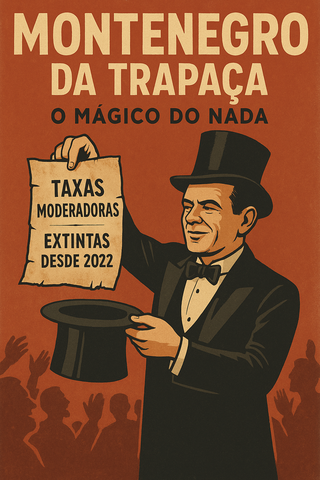 MONTENEGRO
DA TRAPAÇA
O MÁGICO DO NADA
TAXAS
MODERADORAS
EXTINTAS
DESDE 2022